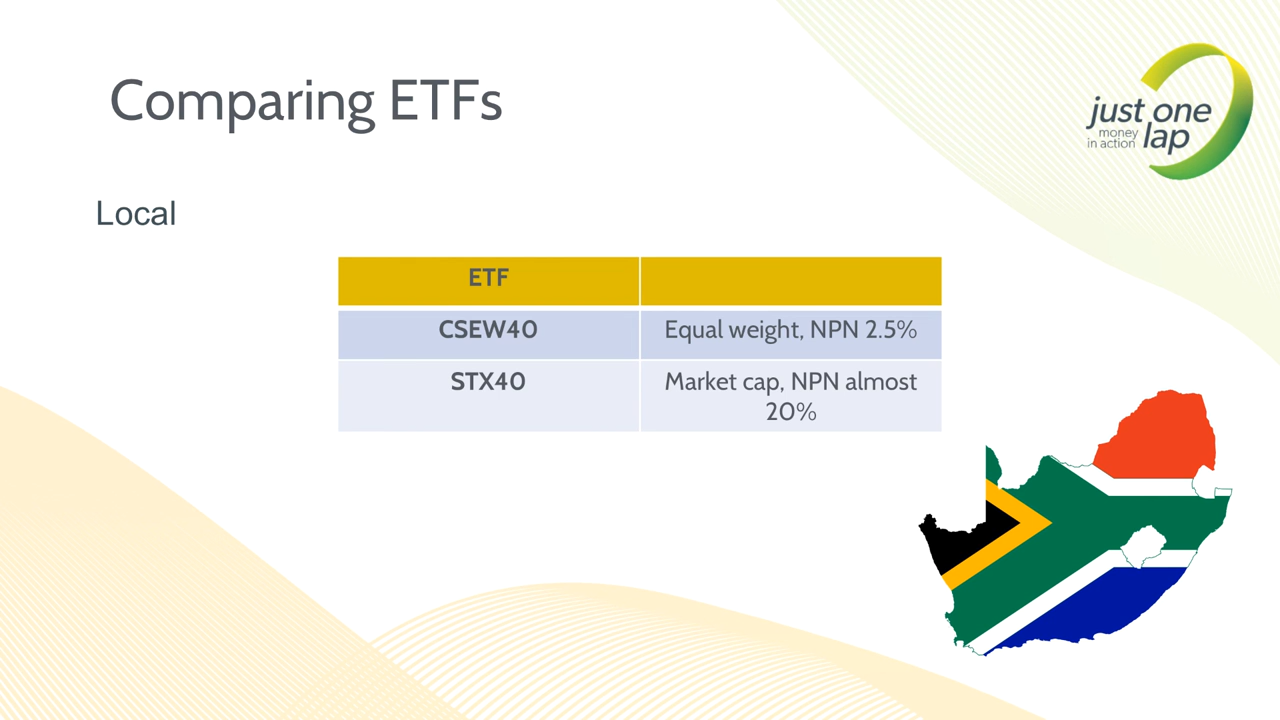 Comparing ETFs
just one
money
in action lap
Local
ETF
CSEW40 Equal weight, NPN 2.5%
STX40 Market cap, NPN almost
20%